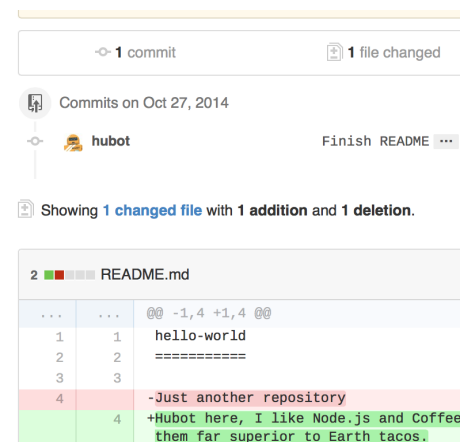 1 commit 1 file changed
Commits on Oct 27, 2014
hubot Finish README ...
Showing 1 changed file with 1 addition and 1 deletion.
2 README.md
... ... @@ -1,4 +1,4 @@
1 1 hello-world
2 2 ===========
3 3
4 -Just another repository
4 +Hubot here, I like Node.js and Coffee
them far superior to Earth tacos.